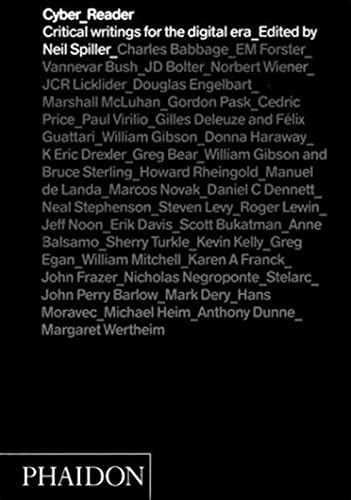 Cyber_Reader
Critical writings for the digital era_Edited by
Neil Spiller_Charles Babbage_EM Forster_
Vannevar Bush_JD Bolter_Norbert Wiener_
JCR Licklider_Douglas Engelbart_
Marshall McLuhan_Gordon Pask_Cedric
Price_Paul Virilio_Gilles Deleuze and Félix
Guattari_William Gibson_Donna Haraway_
K Eric Drexler_Greg Bear_William Gibson and
Bruce Sterling_Howard Rheingold_Manuel
de Landa_Marcos Novak_Daniel C Dennett_
Neal Stephenson_Steven Levy_Roger Lewin_
Jeff Noon_Erik Davis_Scott Bukatman_Anne
Balsamo_Sherry Turkle_Kevin Kelly_Greg
Egan_William Mitchell_Karen A Franck_
John Frazer_Nicholas Negroponte_Stelarc_
John Perry Barlow_Mark Dery_Hans
Moravec_Michael Heim_Anthony Dunne_
Margaret Wertheim
PHAIDON